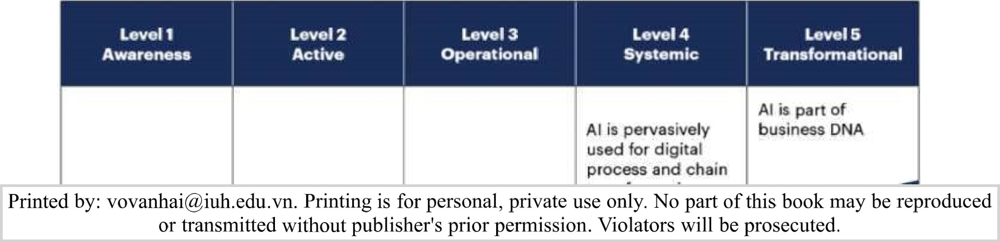 Level 1
Awareness
Level 2
Active
Level 3
Operational
Level 4
Systemic
Level 5
Transformational
AI is pervasively
used for digital
process and chain
AI is part of
business DNA
Printed by: vovanhai@iuh.edu.vn. Printing is for personal, private use only. No part of this book may be reproduced
or transmitted without publisher's prior permission. Violators will be prosecuted.